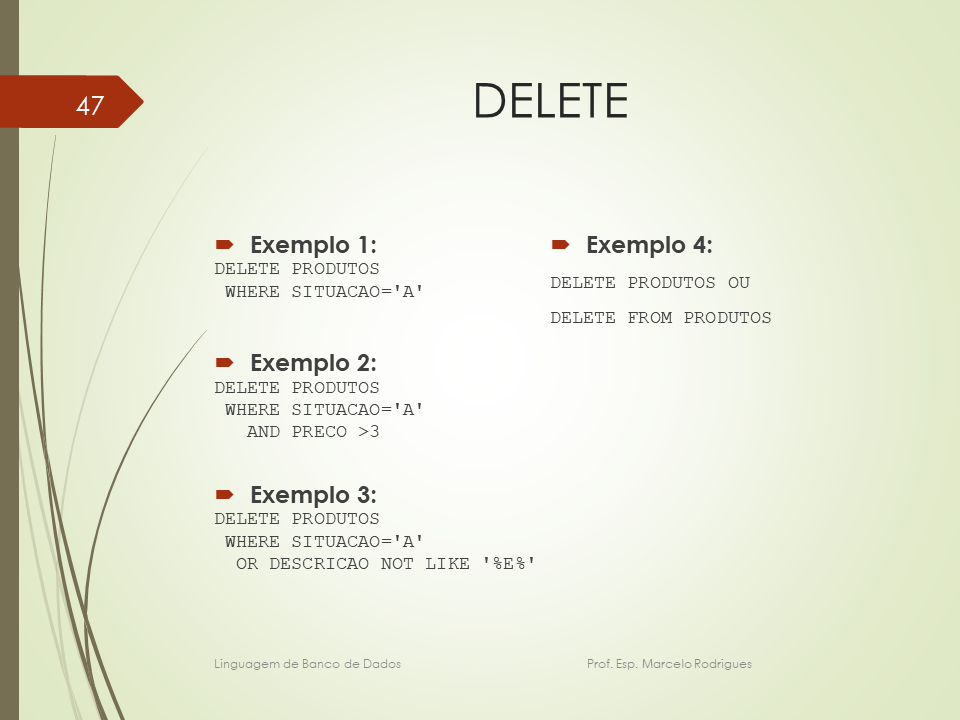 47
DELETE
Exemplo 1:
DELETE PRODUTOS
WHERE SITUACAO='A'
Exemplo 2:
DELETE PRODUTOS
WHERE SITUACAO='A'
AND PRECO >3
Exemplo 3:
DELETE PRODUTOS
WHERE SITUACAO='A'
OR DESCRICAO NOT LIKE '%E%'
Exemplo 4:
DELETE PRODUTOS OU
DELETE FROM PRODUTOS
Linguagem de Banco de Dados
Prof. Esp. Marcelo Rodrigues